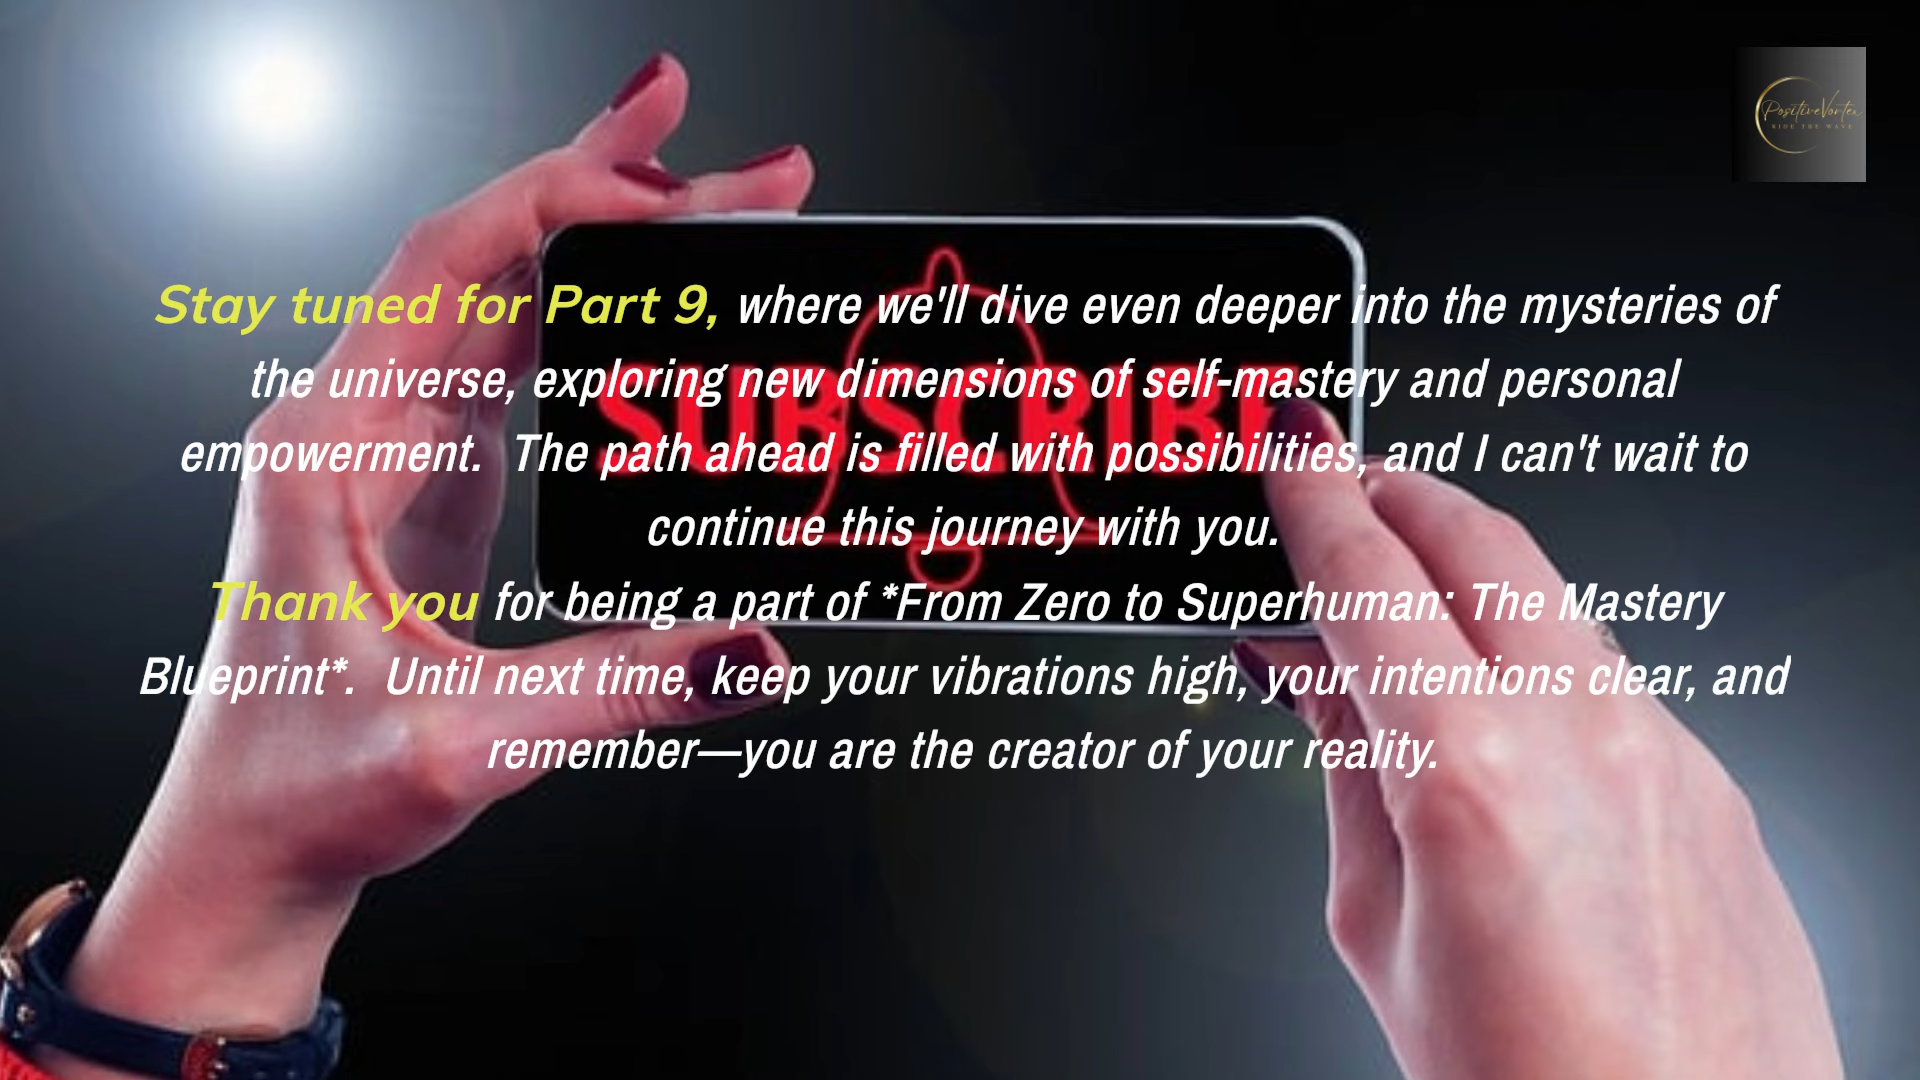 PositiveVortex
RIDE THE WAVE
Stay tuned for Part 9, where we'll dive even deeper into the mysteries of
the universe, exploring new dimensions of self-mastery and personal
SUBSCRIBE
empowerment. The path ahead is filled with possibilities, and I can't wait to
continue this journey with you.
Thank you for being a part of *From Zero to Superhuman: The Mastery
Blueprint*. Until next time, keep your vibrations high, your intentions clear, and
remember—you are the creator of your reality.